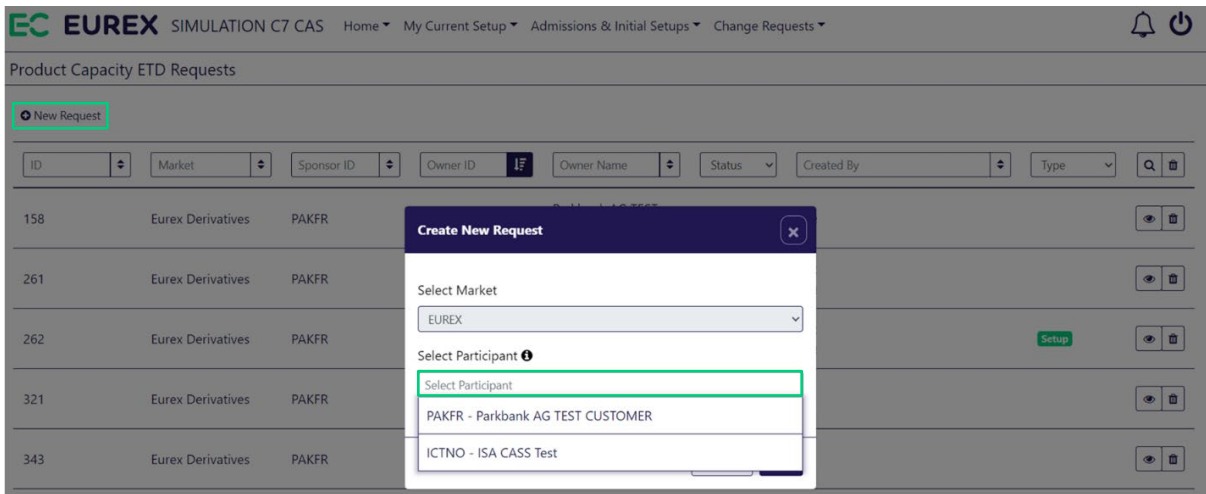 EC EUREX SIMULATION C7 CAS Home My Current Setup Admissions & Initial Setups Change Requests
Product Capacity ETD Requests
New Request
ID Market Sponsor ID Owner ID Owner Name Status Created By Type
158 Eurex Derivatives PAKFR
261 Eurex Derivatives PAKFR
262 Eurex Derivatives PAKFR Setup
321 Eurex Derivatives PAKFR
343 Eurex Derivatives PAKFR
Create New Request
Select Market
EUREX
Select Participant
Select Participant
PAKFR - Parkbank AG TEST CUSTOMER
ICTNO - ISA CASS Test